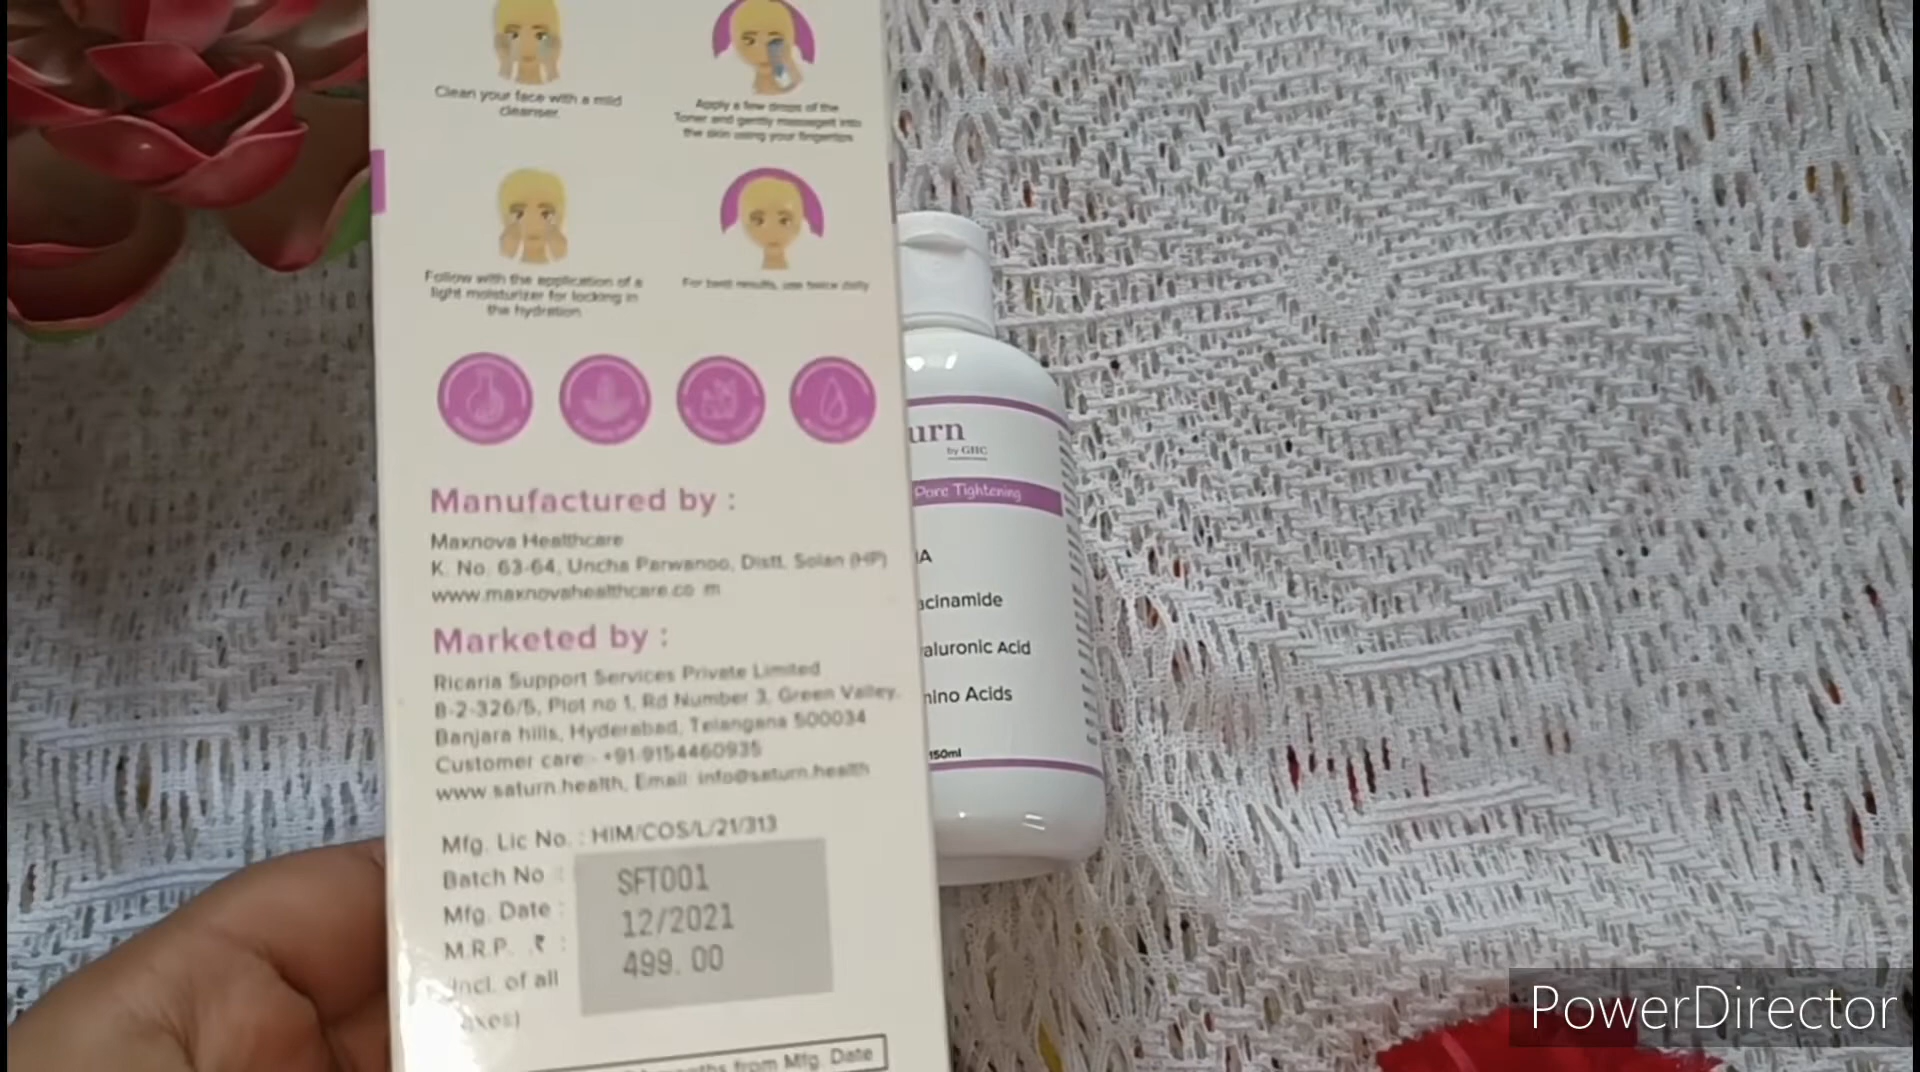 Clean your face with a mild
cleanser.
Apply a few drops of the
Toner and gently massageit into
the skin using your fingertips
Follow with the application of a
light moisturizer for locking in
the hydration
For best results, use twice daily
Manufactured by :
Maxnova Healthcare
K. No. 63-64, Uncha Parwanoo, Distt. Solan (HP)
www.maxnovahealthcare.co m
Marketed by :
Ricaria Support Services Private Limited
8-2-326/5, Plot no 1, Rd Number 3, Green Valley,
Banjara hills, Hyderabad, Telangana 500034
Customer care:- +91-9154460935
www.saturn.health, Email: info@saturn.health
Mfg. Lic No. : HIM/COS/L/21/313
Batch No : SFT001
Mfg. Date : 12/2021
M.R.P. ₹ : 499.00
Incl. of all
axes)
months from Mfg. Date
urn
by GHC
Pore Tightening
acinamide
aluronic Acid
nino Acids
150ml
PowerDirector